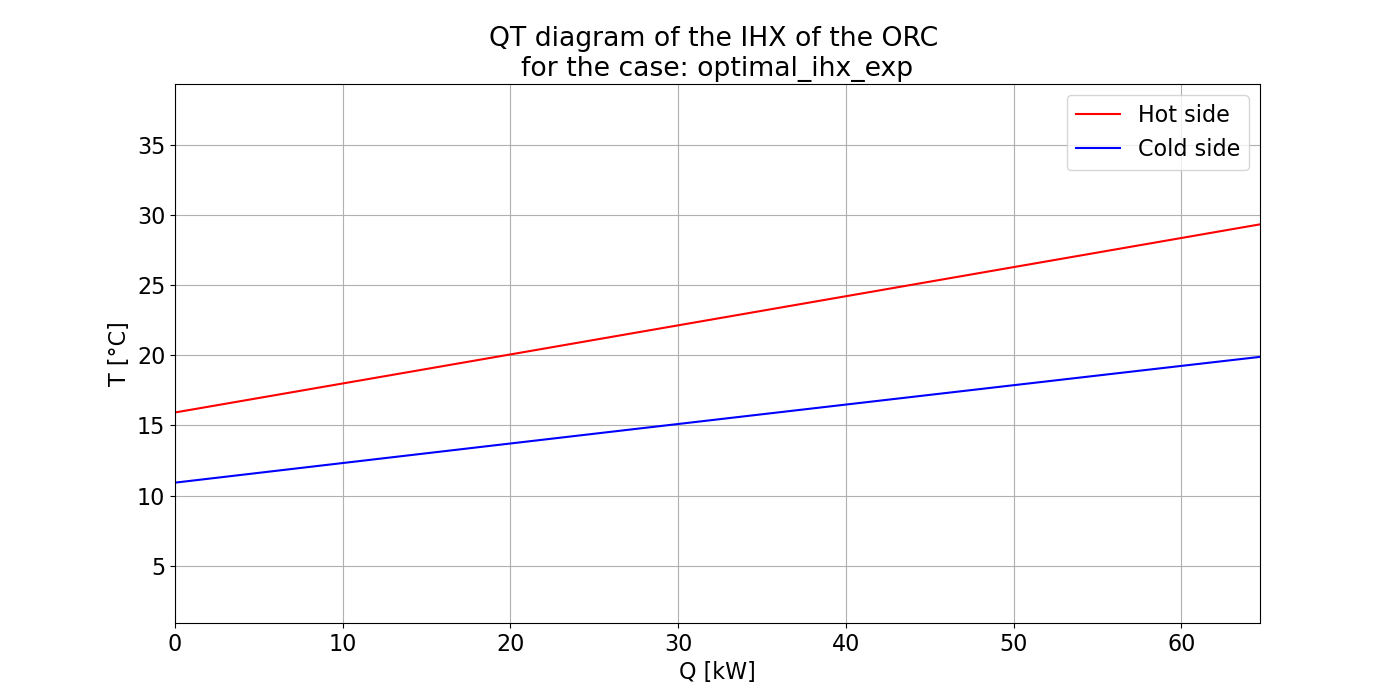 QT diagram of the IHX of the ORC
for the case: optimal_ihx_exp
Hot side
Cold side
35
30
25
20
15
10
5
T [°C]
0 10 20 30 40 50 60
Q [kW]